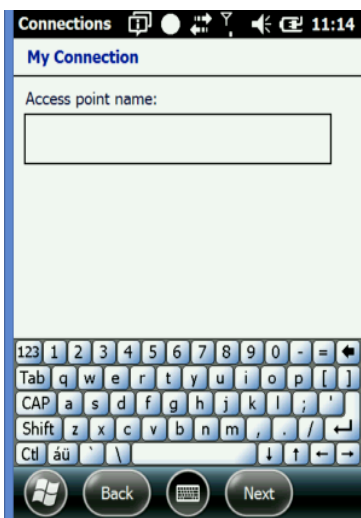 Connections 11:14
My Connection
Access point name:
123 1 2 3 4 5 6 7 8 9 0 - =
Tab q w e r t y u i o p [ ]
CAP a s d f g h j k l ; '
Shift z x c v b n m , . /
Ctl áü ` \
Back Next